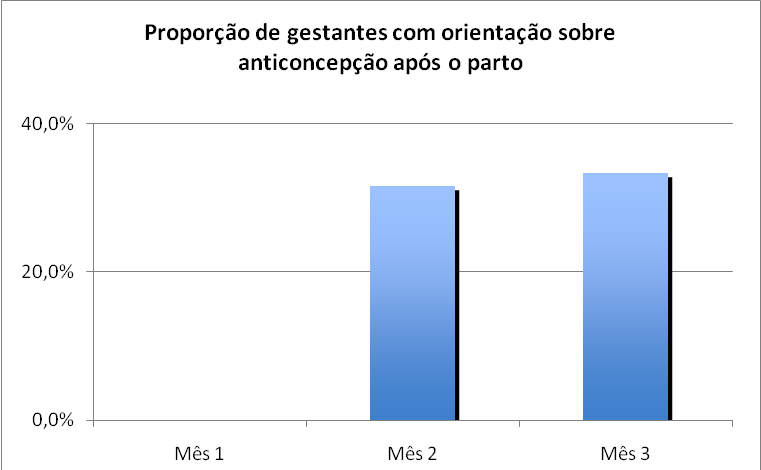 Proporção de gestantes com orientação sobre
anticoncepção após o parto
40,0%
20,0%
0,0%
Mês 1 Mês 2 Mês 3